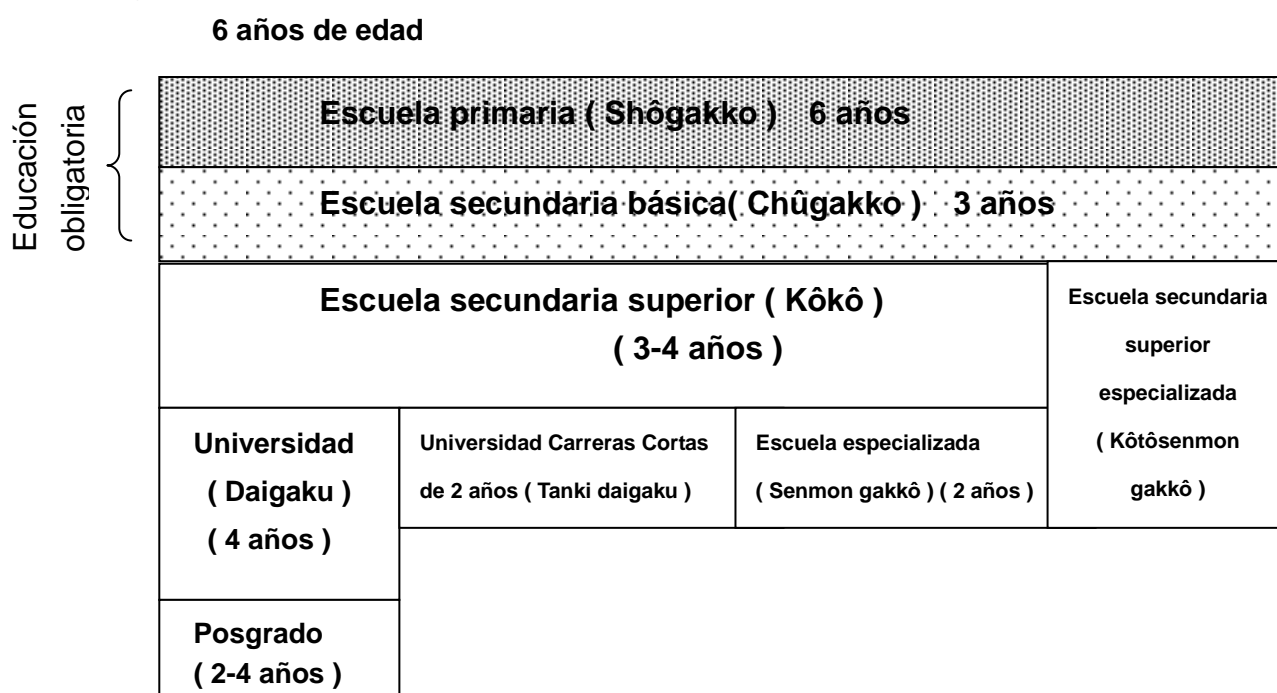 6 años de edad
Educación
obligatoria
Escuela primaria ( Shôgakko ) 6 años
Escuela secundaria básica( Chûgakko ) 3 años
Escuela secundaria superior ( Kôkô )
( 3-4 años )
Escuela secundaria
superior
especializada
( Kôtôsenmon
gakkô )
Universidad
( Daigaku )
( 4 años )
Universidad Carreras Cortas
de 2 años ( Tanki daigaku )
Escuela especializada
( Senmon gakkô ) ( 2 años )
Posgrado
( 2-4 años )